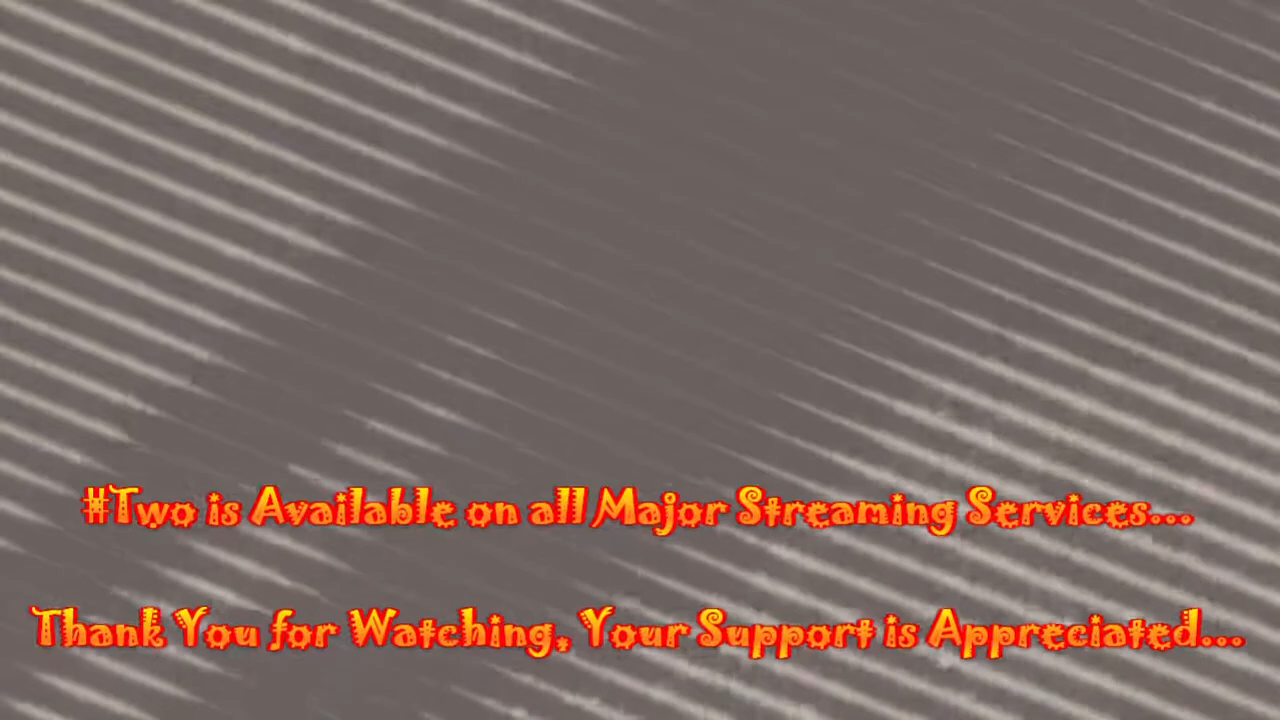 #Two is Available on all Major Streaming Services...
Thank You for Watching, Your Support is Appreciated...